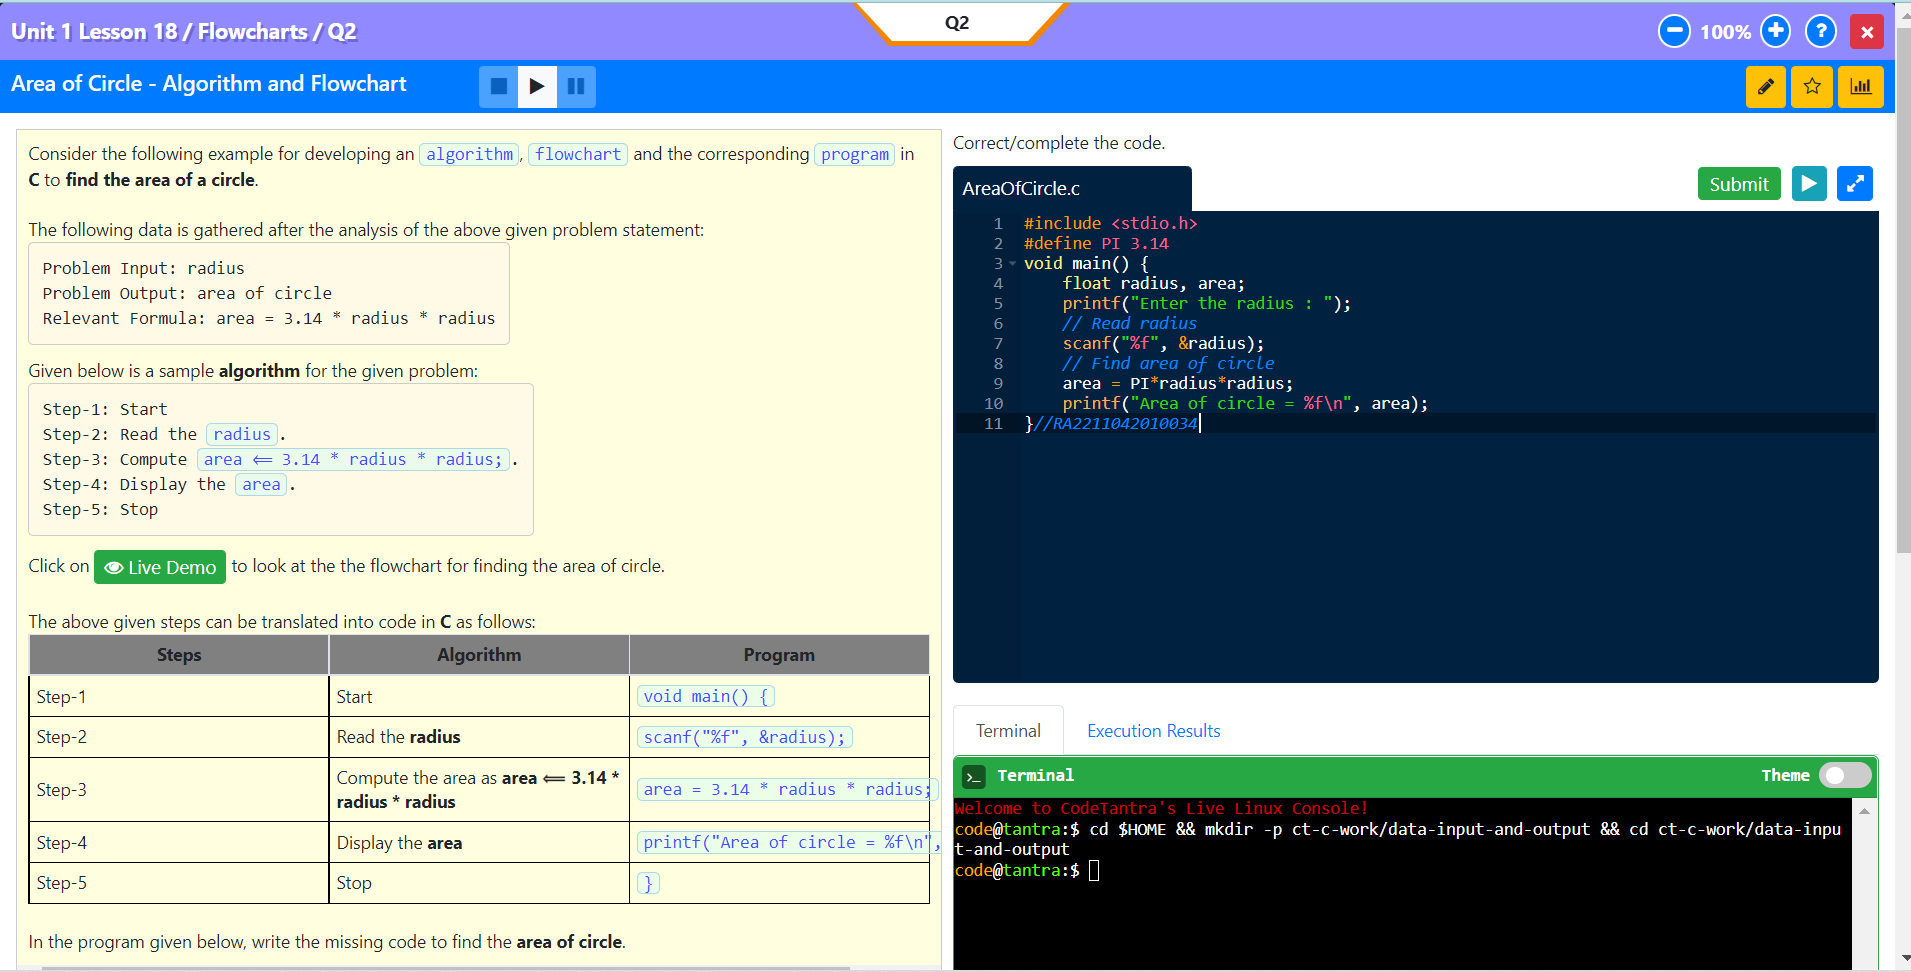 Unit 1 Lesson 18 / Flowcharts / Q2
Q2
100%
?
×
Area of Circle - Algorithm and Flowchart
Consider the following example for developing an algorithm, flowchart and the corresponding program in
C to find the area of a circle.
The following data is gathered after the analysis of the above given problem statement:
Problem Input: radius
Problem Output: area of circle
Relevant Formula: area = 3.14 * radius * radius
Given below is a sample algorithm for the given problem:
Step-1: Start
Step-2: Read the radius.
Step-3: Compute area ⟸ 3.14 * radius * radius;.
Step-4: Display the area.
Step-5: Stop
Click on Live Demo to look at the the flowchart for finding the area of circle.
The above given steps can be translated into code in C as follows:
Steps Algorithm Program
Step-1 Start void main() {
Step-2 Read the radius scanf("%f", &radius);
Step-3 Compute the area as area ⟸ 3.14 *
radius * radius area = 3.14 * radius * radius;
Step-4 Display the area printf("Area of circle = %f\n",
Step-5 Stop }
In the program given below, write the missing code to find the area of circle.
Correct/complete the code.
AreaOfCircle.c
Submit
1 #include <stdio.h>
2 #define PI 3.14
3 void main() {
4 float radius, area;
5 printf("Enter the radius : ");
6 // Read radius
7 scanf("%f", &radius);
8 // Find area of circle
9 area = PI*radius*radius;
10 printf("Area of circle = %f\n", area);
11 }//RA2211042010034
Terminal Execution Results
>_ Terminal Theme
Welcome to CodeTantra's Live Linux Console!
code@tantra:$ cd $HOME && mkdir -p ct-c-work/data-input-and-output && cd ct-c-work/data-inpu
t-and-output
code@tantra:$